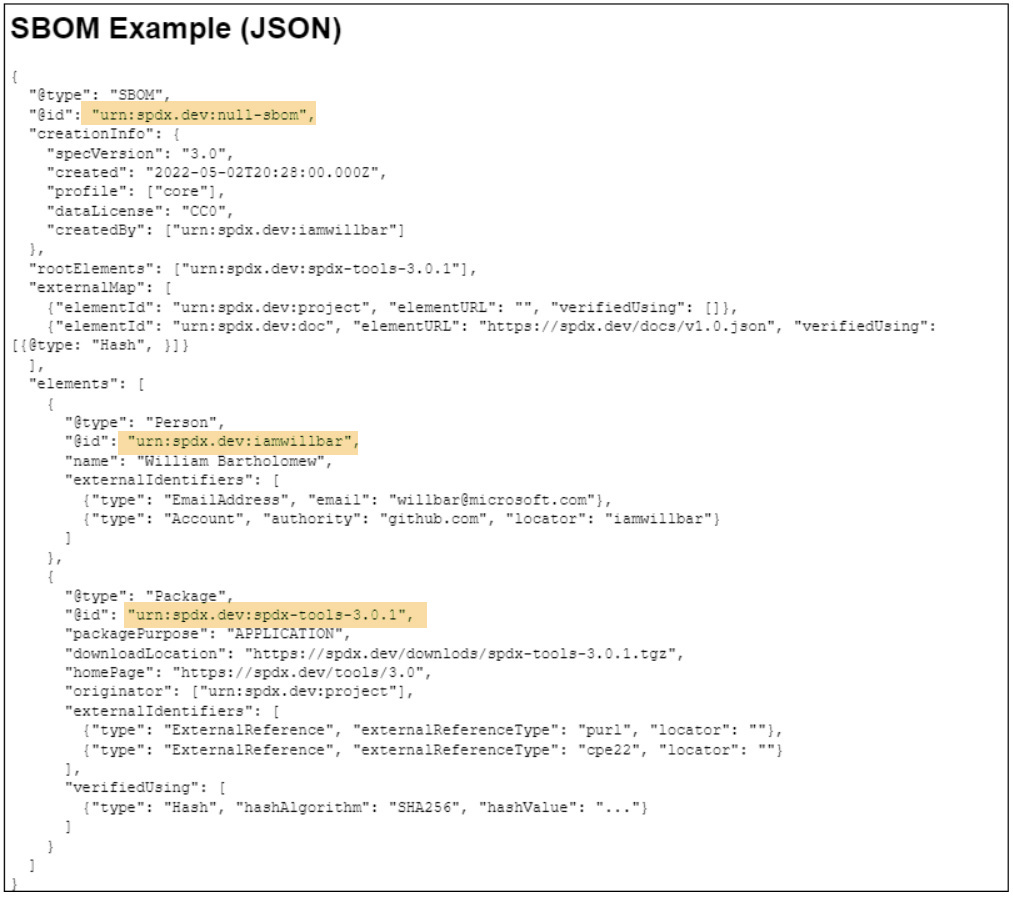 SBOM Example (JSON)
{
"@type": "SBOM",
"@id": "urn:spdx.dev:null-sbom",
"creationInfo": {
"specVersion": "3.0",
"created": "2022-05-02T20:28:00.000Z",
"profile": ["core"],
"dataLicense": "CC0",
"createdBy": ["urn:spdx.dev:iamwillbar"]
},
"rootElements": ["urn:spdx.dev:spdx-tools-3.0.1"],
"externalMap": [
{"elementId": "urn:spdx.dev:project", "elementURL": "", "verifiedUsing": []},
{"elementId": "urn:spdx.dev:doc", "elementURL": "https://spdx.dev/docs/v1.0.json", "verifiedUsing":
[{@type: "Hash", }]}
],
"elements": [
{
"@type": "Person",
"@id": "urn:spdx.dev:iamwillbar",
"name": "William Bartholomew",
"externalIdentifiers": [
{"type": "EmailAddress", "email": "willbar@microsoft.com"},
{"type": "Account", "authority": "github.com", "locator": "iamwillbar"}
]
},
{
"@type": "Package",
"@id": "urn:spdx.dev:spdx-tools-3.0.1",
"packagePurpose": "APPLICATION",
"downloadLocation": "https://spdx.dev/downlods/spdx-tools-3.0.1.tgz",
"homePage": "https://spdx.dev/tools/3.0",
"originator": ["urn:spdx.dev:project"],
"externalIdentifiers": [
{"type": "ExternalReference", "externalReferenceType": "purl", "locator": ""},
{"type": "ExternalReference", "externalReferenceType": "cpe22", "locator": ""}
],
"verifiedUsing": [
{"type": "Hash", "hashAlgorithm": "SHA256", "hashValue": "..."}
]
}
]
}